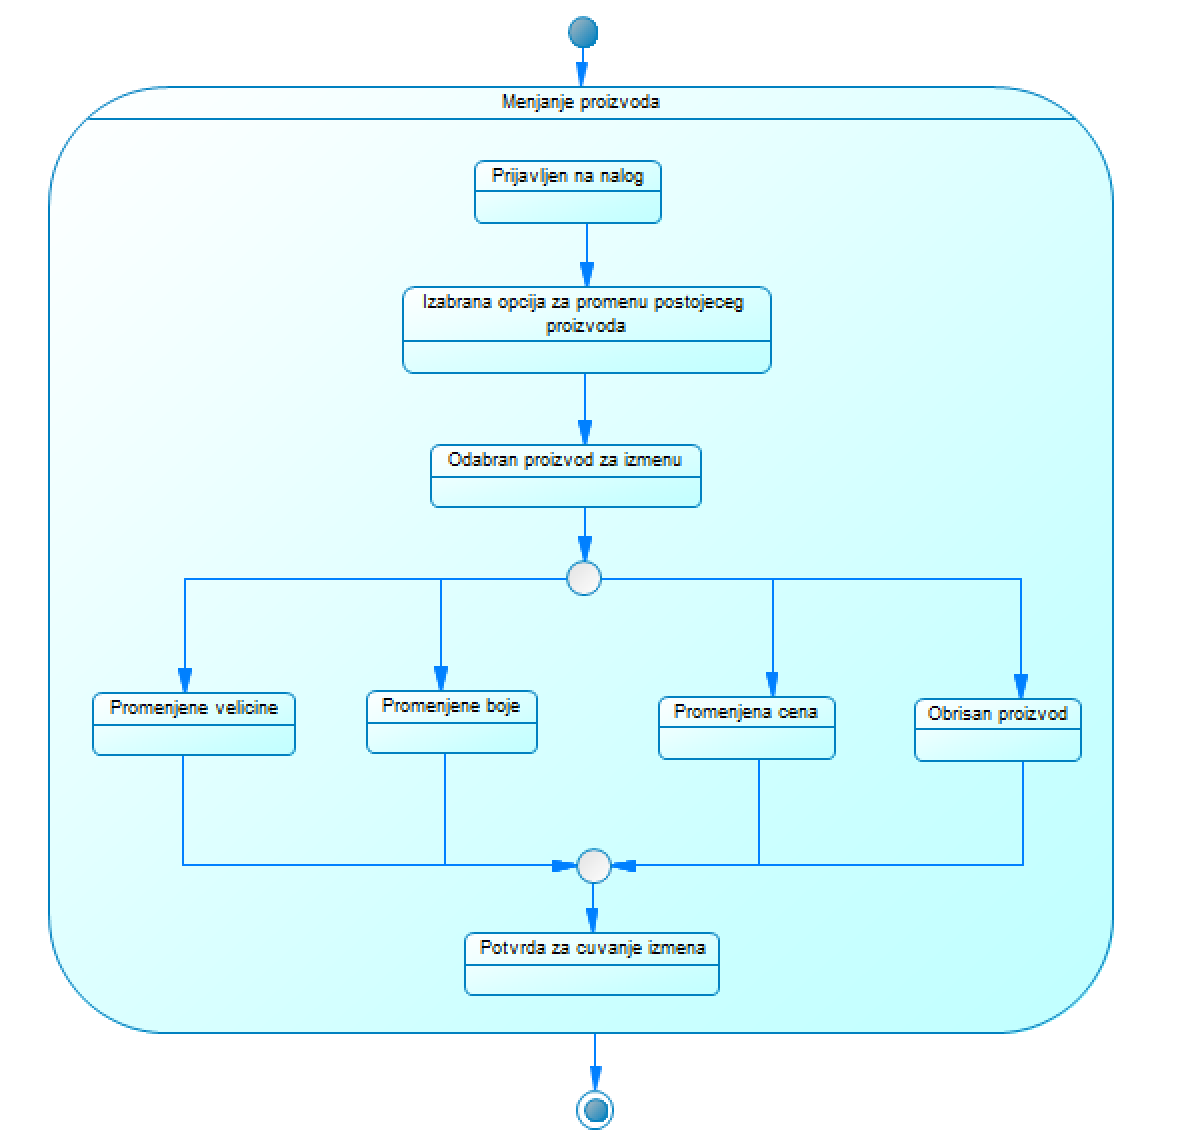 Menjanje proizvoda
Prijavljen na nalog
Izabrana opcija za promenu postojeceg
proizvoda
Odabran proizvod za izmenu
Promenjene velicine
Promenjene boje
Promenjena cena
Obrisan proizvod
Potvrda za cuvanje izmena